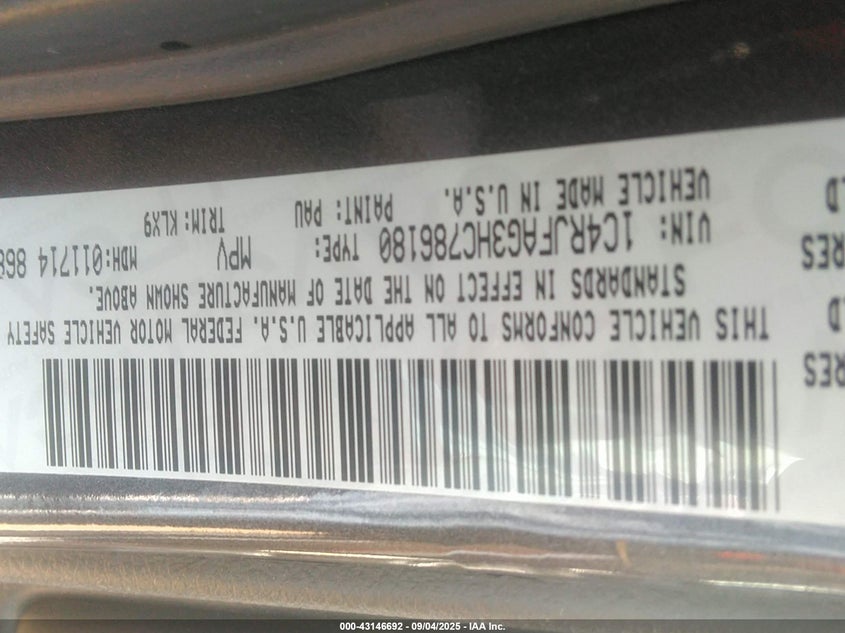 THIS VEHICLE CONFORMS TO ALL APPLICABLE U.S.A. FEDERAL MOTOR VEHICLE SAFETY
STANDARDS IN EFFECT ON THE DATE OF MANUFACTURE SHOWN ABOVE.
VIN: 1C4RJFAG3HC786180 TYPE: MPV MDH:011714 868
VEHICLE MADE IN U.S.A. PAINT: PAU TRIM: KLX9
000-43146692 - 09/04/2025 - IAA Inc.